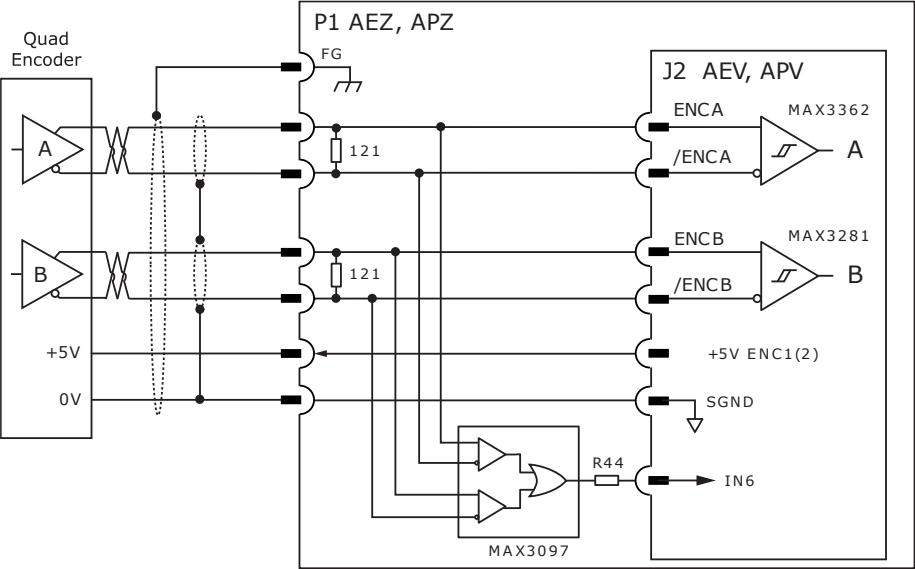 P1 AEZ, APZ
Quad
Encoder
FG
J2 AEV, APV
ENCA
MAX3362
A
121
/ENCA
A
ENCB
MAX3281
B
121
/ENCB
B
+5V
+5V ENC1(2)
0V
SGND
R44
IN6
MAX3097